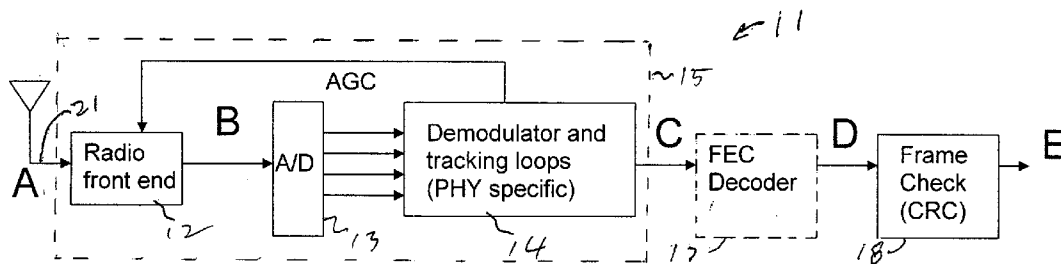 11
AGC
15
21
A
Radio
front end
12
B
A/D
13
Demodulator and
tracking loops
(PHY specific)
14
C
FEC
Decoder
17
D
Frame
Check
(CRC)
18
E